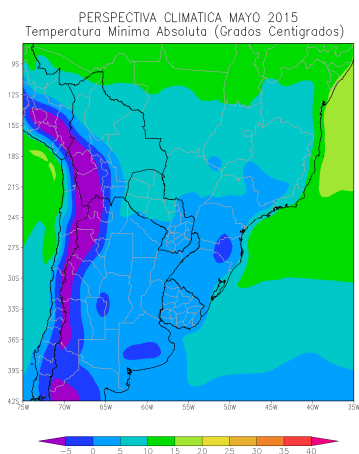 PERSPECTIVA CLIMATICA MAYO 2015
Temperatura Minima Absoluta (Grados Centigrados)
9S
12S
15S
18S
21S
24S
27S
30S
33S
36S
39S
42S
75W 70W 65W 60W 55W 50W 45W 40W 35W
−5 0 5 10 15 20 25 30 35 40